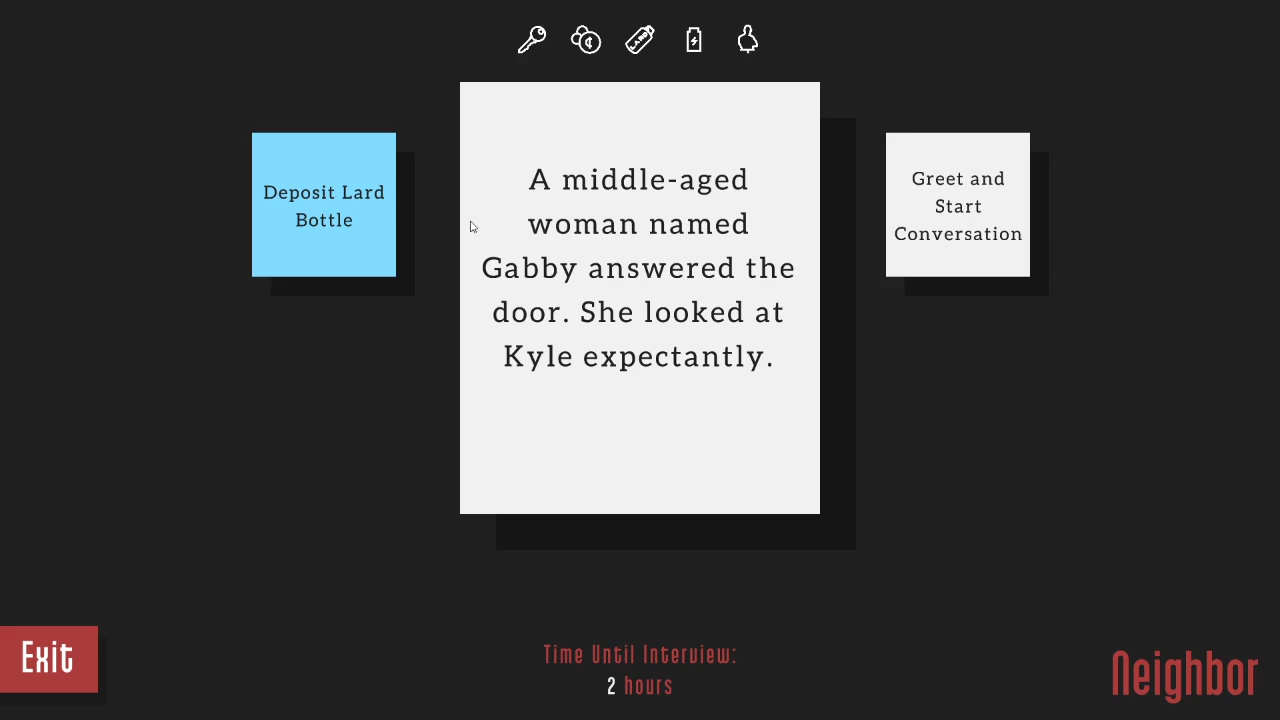 Deposit Lard
Bottle
A middle-aged
woman named
Gabby answered the
door. She looked at
Kyle expectantly.
Greet and
Start
Conversation
Exit
Time Until Interview:
2 hours
Neighbor